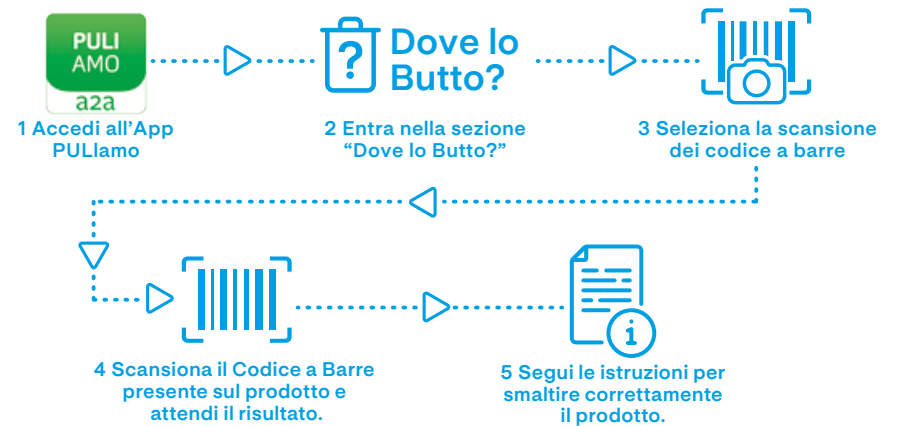 PULI
AMO
a2a
1 Accedi all'App
PULIamo
?
Dove lo
Butto?
2 Entra nella sezione
“Dove lo Butto?”
3 Seleziona la scansione
dei codice a barre
4 Scansiona il Codice a Barre
presente sul prodotto e
attendi il risultato.
i
5 Segui le istruzioni per
smaltire correttamente
il prodotto.